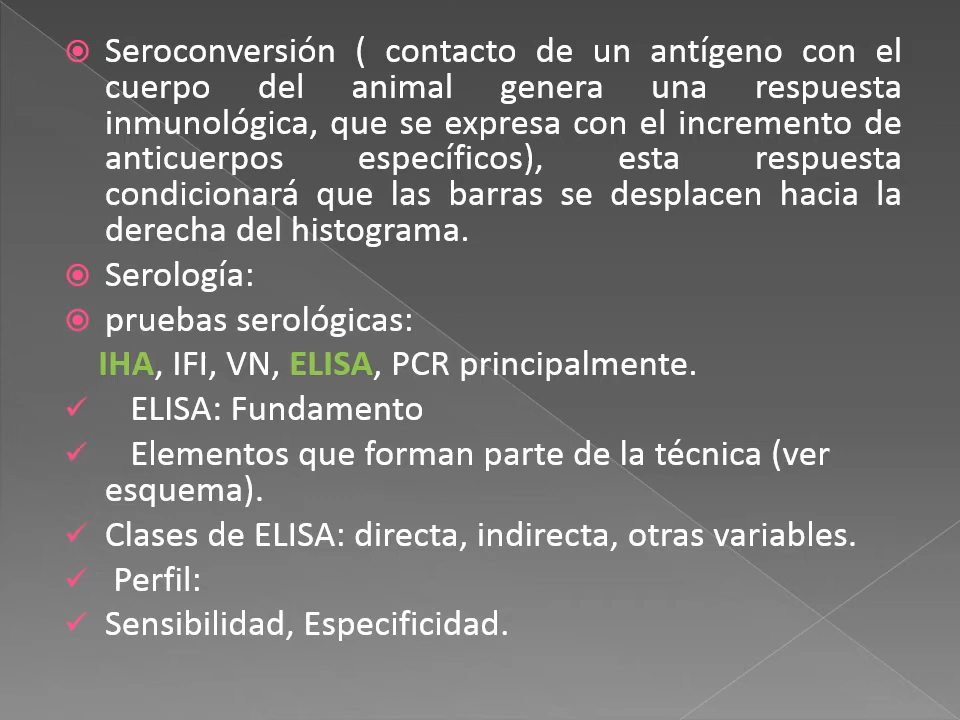 Seroconversión ( contacto de un antígeno con el
cuerpo del animal genera una respuesta
inmunológica, que se expresa con el incremento de
anticuerpos específicos), esta respuesta
condicionará que las barras se desplacen hacia la
derecha del histograma.
Serología:
pruebas serológicas:
IHA, IFI, VN, ELISA, PCR principalmente.
ELISA: Fundamento
Elementos que forman parte de la técnica (ver
esquema).
Clases de ELISA: directa, indirecta, otras variables.
Perfil:
Sensibilidad, Especificidad.